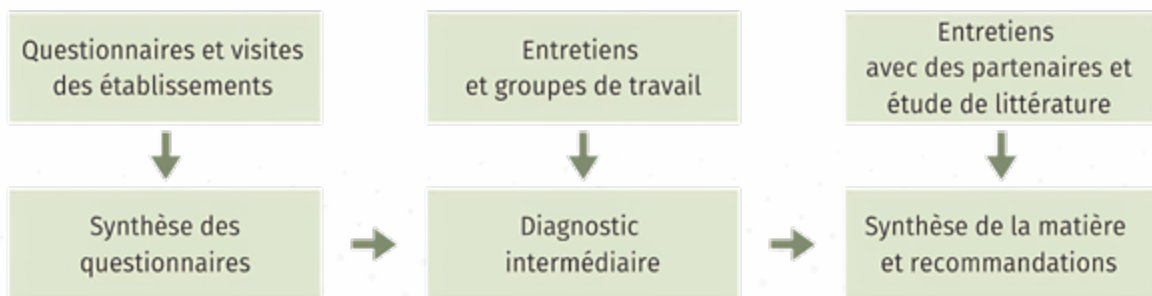 Questionnaires et visites
des établissements
Entretiens
et groupes de travail
Entretiens
avec des partenaires et
étude de littérature
Synthèse des
questionnaires
Diagnostic
intermédiaire
Synthèse de la matière
et recommandations